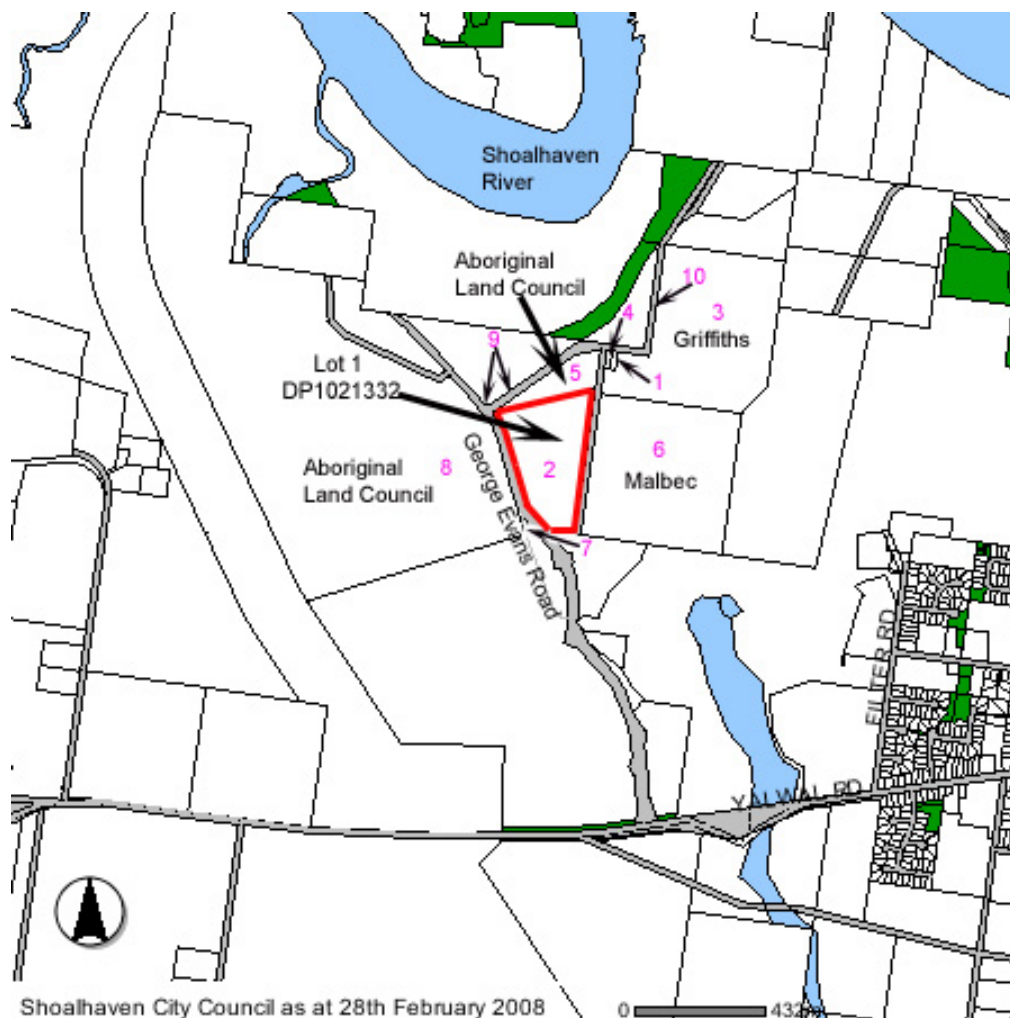 Shoalhaven
River
Aboriginal
Land Council
10
4
3
Griffiths
9
Lot 1
DP1021332
5
1
George Evans Road
Aboriginal
Land Council
8
2
6
Malbec
7
FILTER RD
YALWAL RD
Shoalhaven City Council as at 28th February 2008
0
432